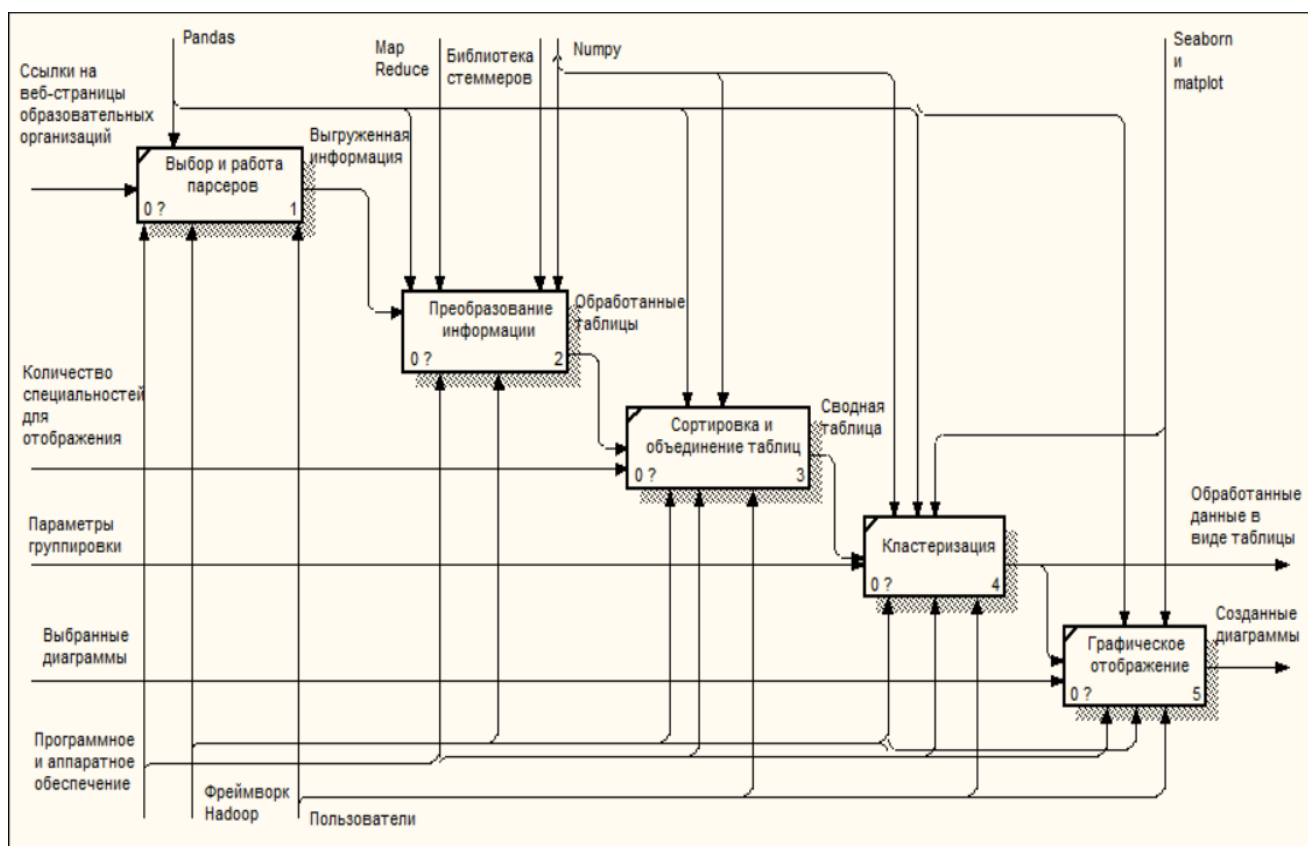 Pandas
Map
Reduce
Библиотека
стеммеров
Numpy
Seaborn
и
matplot
Ссылки на
веб-страницы
образовательных
организаций
Выгруженная
информация
Выбор и работа
парсеров
0 ?
1
Преобразование
информации
0 ?
2
Обработанные
таблицы
Количество
специальностей
для
отображения
Сортировка и
объединение таблиц
0 ?
3
Сводная
таблица
Параметры
группировки
Кластеризация
0 ?
4
Обработанные
данные в
виде таблицы
Выбранные
диаграммы
Графическое
отображение
0 ?
5
Созданные
диаграммы
Программное
и аппаратное
обеспечение
Фреймворк
Hadoop
Пользователи